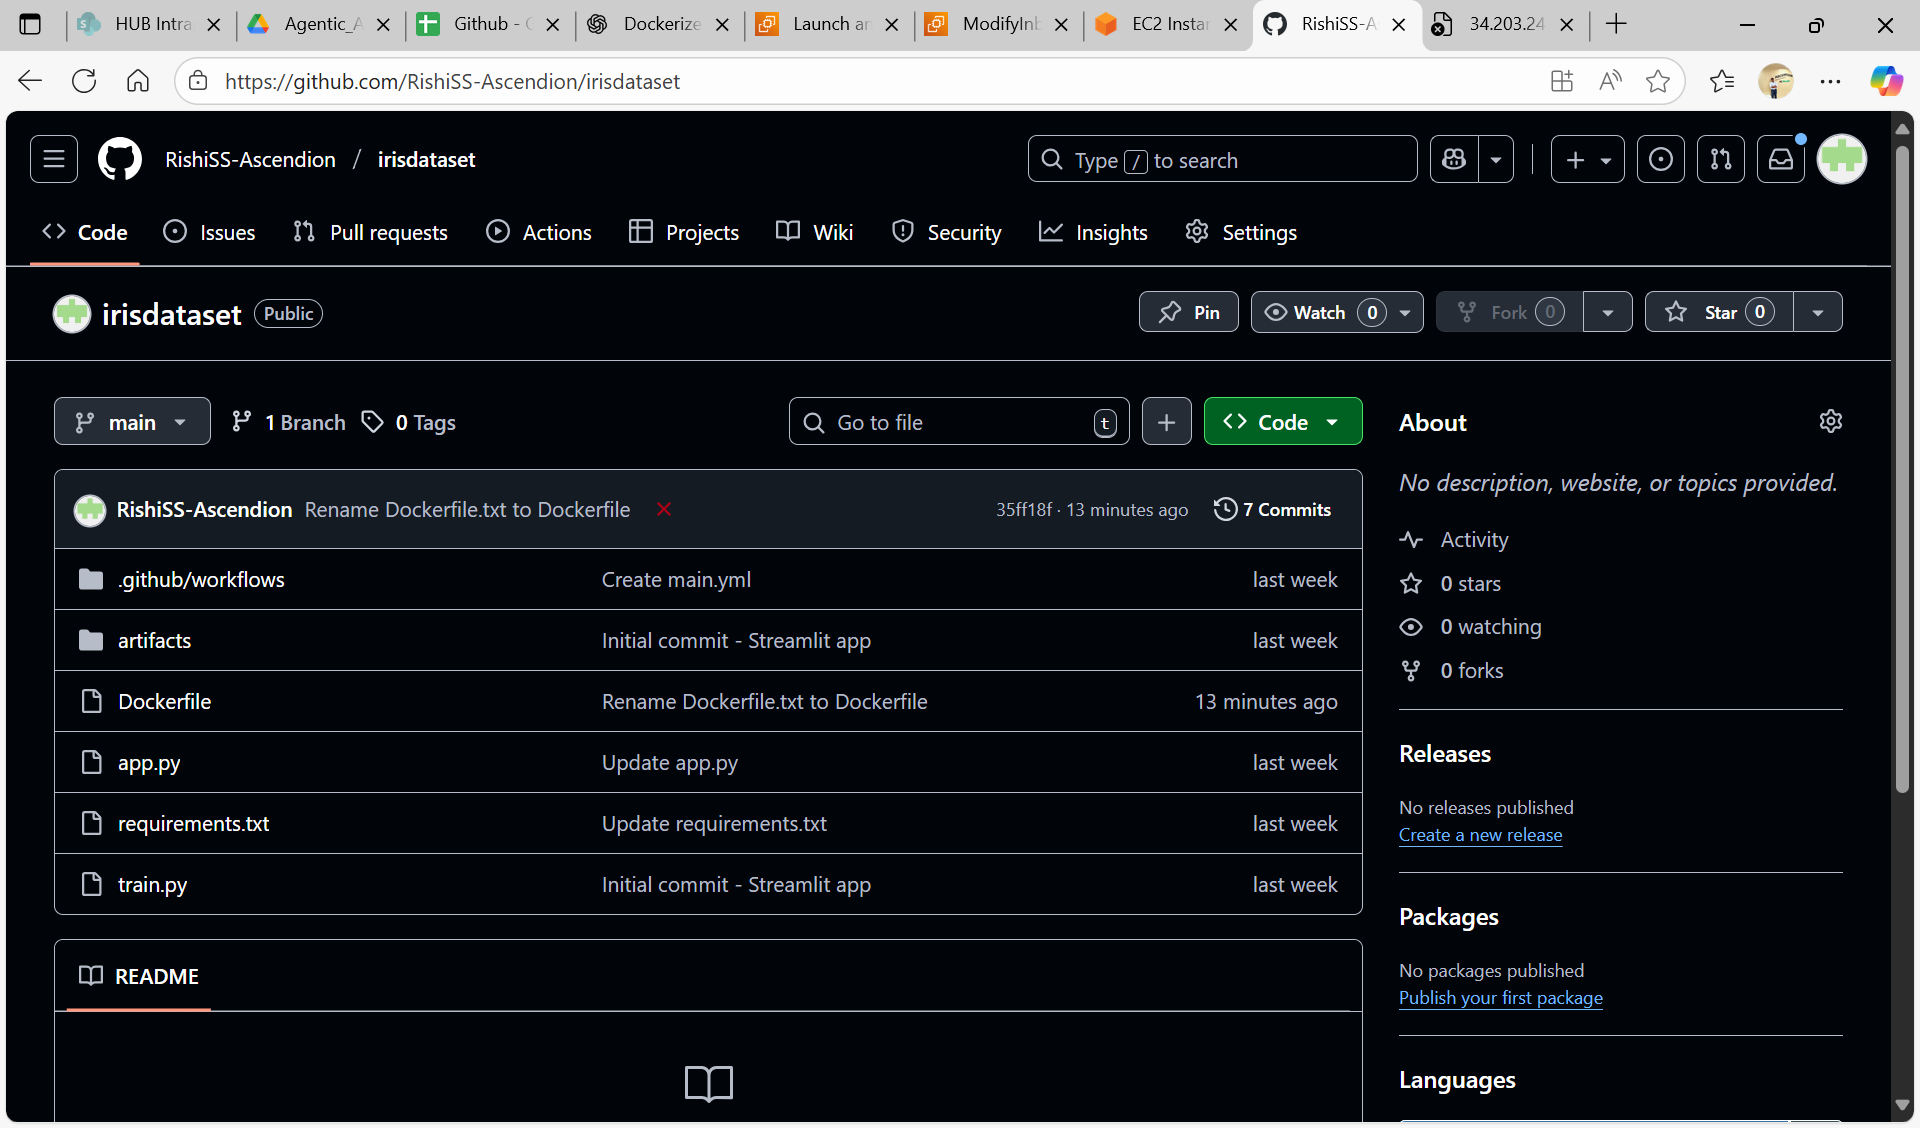 HUB Intra
Agentic_A
Github - G
Dockerize
Launch an
ModifyInb
EC2 Instan
RishiSS-A
34.203.24
https://github.com/RishiSS-Ascendion/irisdataset
RishiSS-Ascendion / irisdataset
Type / to search
Code
Issues
Pull requests
Actions
Projects
Wiki
Security
Insights
Settings
irisdataset Public
Pin
Watch 0
Fork 0
Star 0
main
1 Branch
0 Tags
Go to file t
Code
About
No description, website, or topics provided.
RishiSS-Ascendion Rename Dockerfile.txt to Dockerfile
35ff18f · 13 minutes ago
7 Commits
.github/workflows Create main.yml last week
artifacts Initial commit - Streamlit app last week
Dockerfile Rename Dockerfile.txt to Dockerfile 13 minutes ago
app.py Update app.py last week
requirements.txt Update requirements.txt last week
train.py Initial commit - Streamlit app last week
README
Activity
0 stars
0 watching
0 forks
Releases
No releases published
Create a new release
Packages
No packages published
Publish your first package
Languages